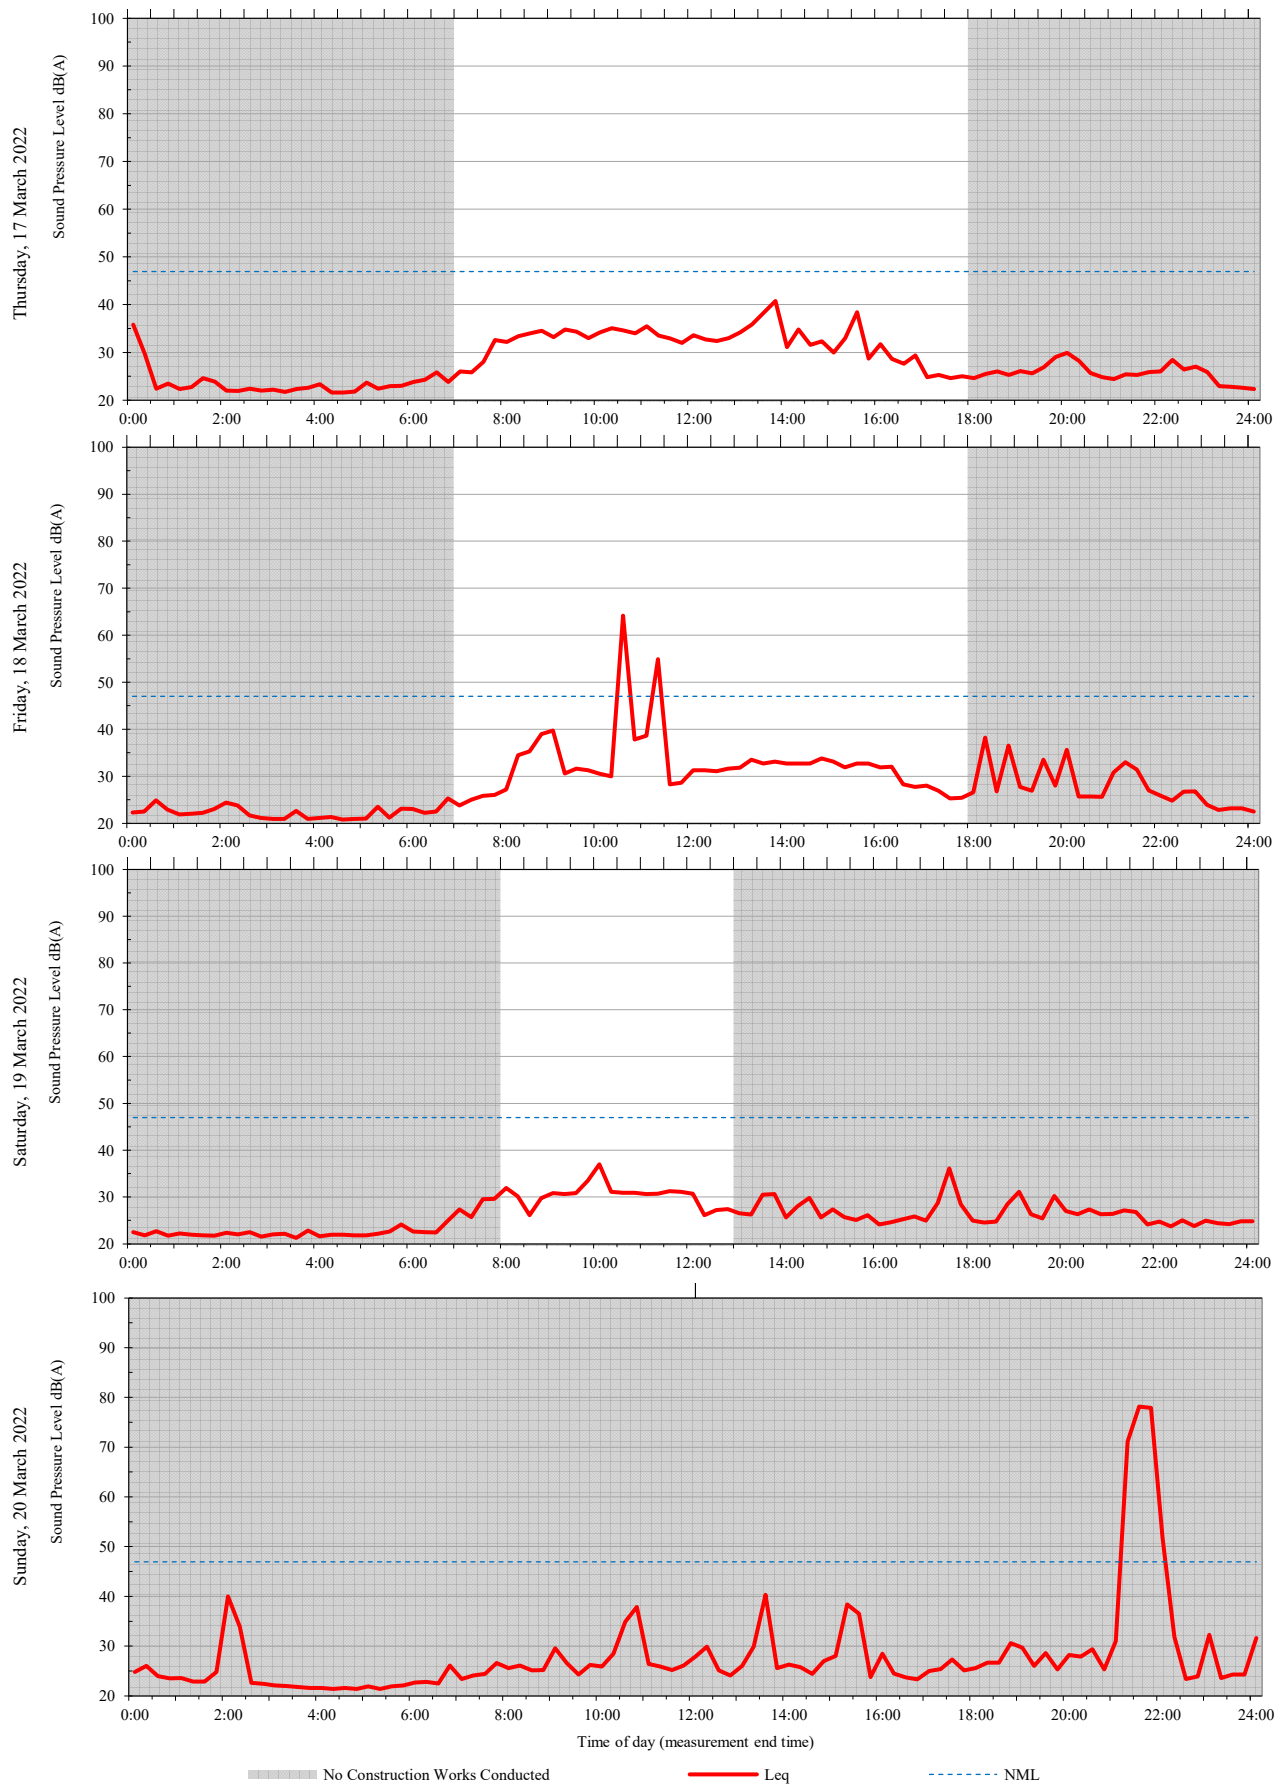 Thursday, 17 March 2022
Sound Pressure Level dB(A)
100
90
80
70
60
50
40
30
20
0:00 2:00 4:00 6:00 8:00 10:00 12:00 14:00 16:00 18:00 20:00 22:00 24:00
Friday, 18 March 2022
Sound Pressure Level dB(A)
100
90
80
70
60
50
40
30
20
0:00 2:00 4:00 6:00 8:00 10:00 12:00 14:00 16:00 18:00 20:00 22:00 24:00
Saturday, 19 March 2022
Sound Pressure Level dB(A)
100
90
80
70
60
50
40
30
20
0:00 2:00 4:00 6:00 8:00 10:00 12:00 14:00 16:00 18:00 20:00 22:00 24:00
Sunday, 20 March 2022
Sound Pressure Level dB(A)
100
90
80
70
60
50
40
30
20
0:00 2:00 4:00 6:00 8:00 10:00 12:00 14:00 16:00 18:00 20:00 22:00 24:00
Time of day (measurement end time)
No Construction Works Conducted Leq NML